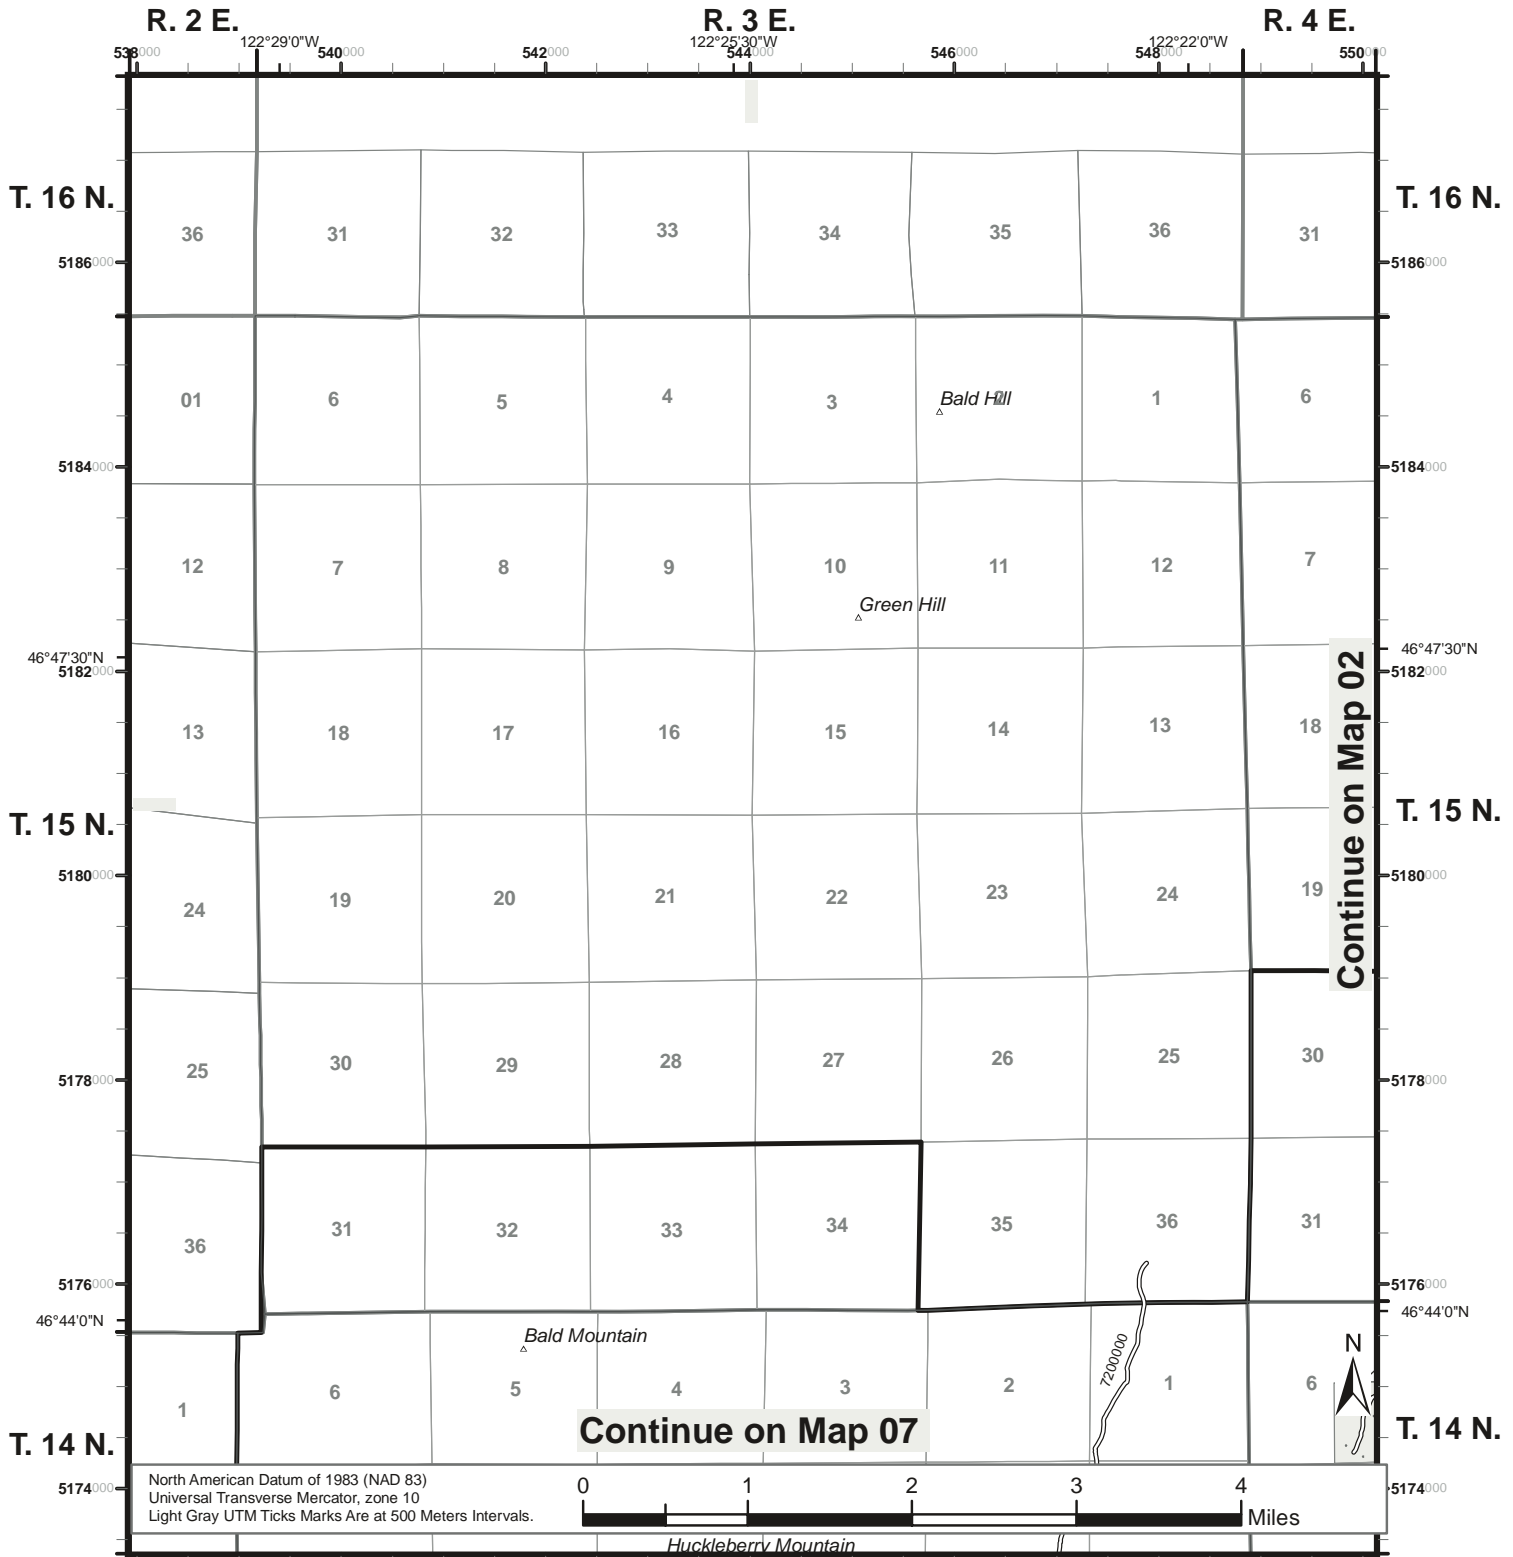 R. 2 E. R. 3 E. R. 4 E.
122°29'0"W 122°25'30"W 122°22'0"W
538000 540000 542000 544000 546000 548000 550000
T. 16 N. T. 16 N.
36 31 32 33 34 35 36 31
5186000 5186000
01 6 5 4 3 2 1 6
Bald Hill
5184000 5184000
12 7 8 9 10 11 12 7
Green Hill
46°47'30"N 46°47'30"N
5182000 5182000
13 18 17 16 15 14 13 18
Continue on Map 02
T. 15 N. T. 15 N.
5180000 5180000
24 19 20 21 22 23 24 19
25 30 29 28 27 26 25 30
5178000 5178000
36 31 32 33 34 35 36 31
5176000 5176000
46°44'0"N 46°44'0"N
Bald Mountain
N
7200000
1 6 5 4 3 2 1 6
Continue on Map 07
T. 14 N. T. 14 N.
5174000 5174000
North American Datum of 1983 (NAD 83)
Universal Transverse Mercator, zone 10
Light Gray UTM Ticks Marks Are at 500 Meters Intervals.
0 1 2 3 4
Miles
Huckleberry Mountain